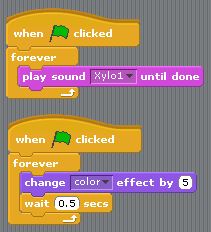 when clicked
forever
play sound Xylo1 until done
when clicked
forever
change color effect by 5
wait 0.5 secs